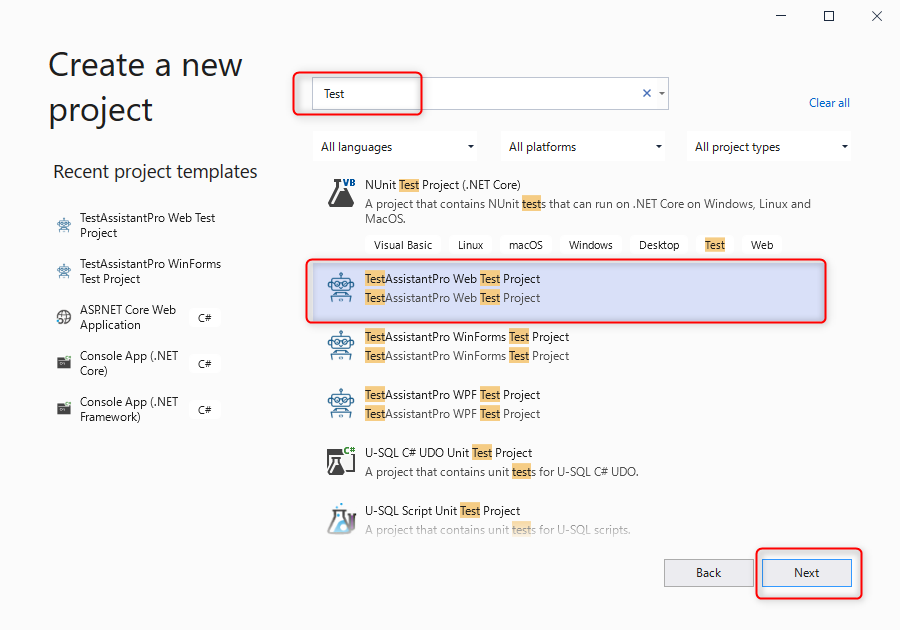 Create a new
project
Recent project templates
TestAssistantPro Web Test
Project
TestAssistantPro WinForms
Test Project
ASP.NET Core Web
Application
C#
Console App (.NET
Core)
C#
Console App (.NET
Framework)
C#
Test
Clear all
All languages
All platforms
All project types
VB
NUnit Test Project (.NET Core)
A project that contains NUnit tests that can run on .NET Core on Windows, Linux and
MacOS.
Visual Basic
Linux
macOS
Windows
Desktop
Test
Web
TestAssistantPro Web Test Project
TestAssistantPro Web Test Project
TestAssistantPro WinForms Test Project
TestAssistantPro WinForms Test Project
TestAssistantPro WPF Test Project
TestAssistantPro WPF Test Project
C#
U-SQL C# UDO Unit Test Project
A project that contains unit tests for U-SQL C# UDO.
U-SQL Script Unit Test Project
A project that contains unit tests for U-SQL scripts.
Back
Next